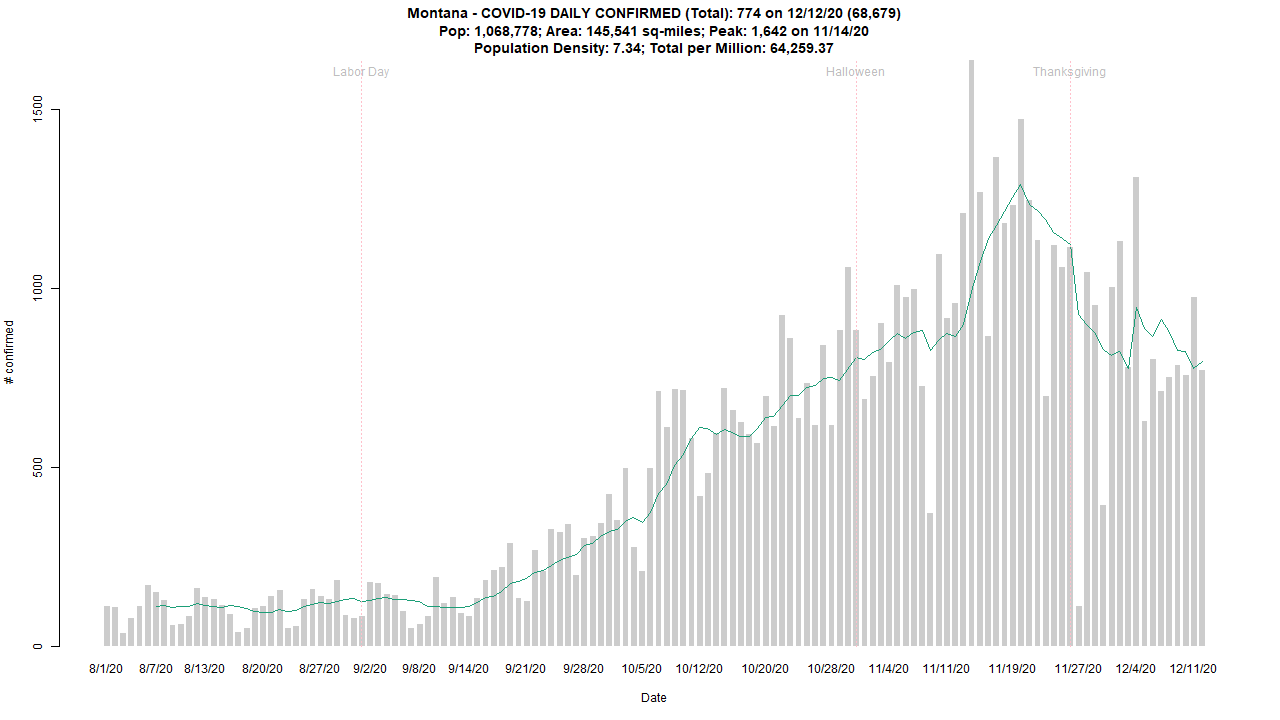 Montana - COVID-19 DAILY CONFIRMED (Total): 774 on 12/12/20 (68,679)
Pop: 1,068,778; Area: 145,541 sq-miles; Peak: 1,642 on 11/14/20
Population Density: 7.34; Total per Million: 64,259.37
Labor Day Halloween Thanksgiving
1500
1000
# confirmed
500
0
8/1/20 8/7/20 8/13/20 8/20/20 8/27/20 9/2/20 9/8/20 9/14/20 9/21/20 9/28/20 10/5/20 10/12/20 10/20/20 10/28/20 11/4/20 11/11/20 11/19/20 11/27/20 12/4/20 12/11/20
Date